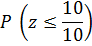 P (z ≤ 10/10)